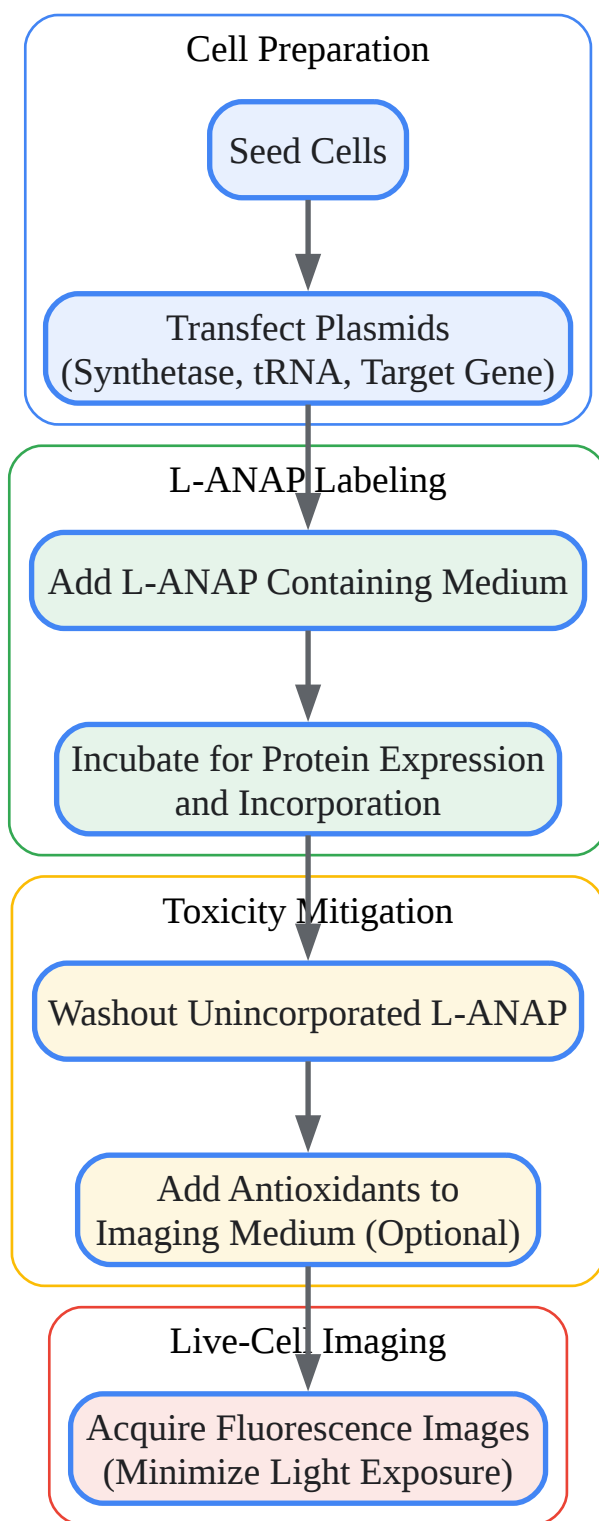 Cell Preparation
Seed Cells
Transfect Plasmids
(Synthetase, tRNA, Target Gene)
L-ANAP Labeling
Add L-ANAP Containing Medium
Incubate for Protein Expression
and Incorporation
Toxicity Mitigation
Washout Unincorporated L-ANAP
Add Antioxidants to
Imaging Medium (Optional)
Live-Cell Imaging
Acquire Fluorescence Images
(Minimize Light Exposure)